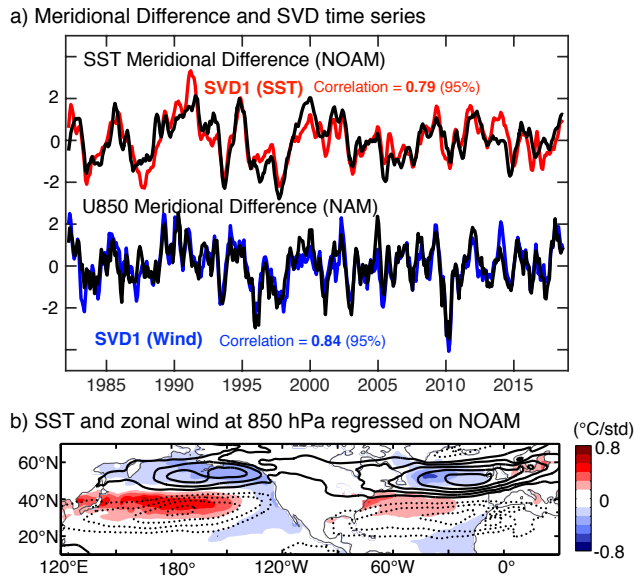 a) Meridional Difference and SVD time series
SST Meridional Difference (NOAM)
SVD1 (SST) Correlation = 0.79 (95%)
2
0
-2
U850 Meridional Difference (NAM)
2
0
-2
SVD1 (Wind) Correlation = 0.84 (95%)
1985 1990 1995 2000 2005 2010 2015
b) SST and zonal wind at 850 hPa regressed on NOAM
(°C/std)
60°N
40°N
20°N
120°E 180° 120°W 60°W 0°
0.8
0
-0.8